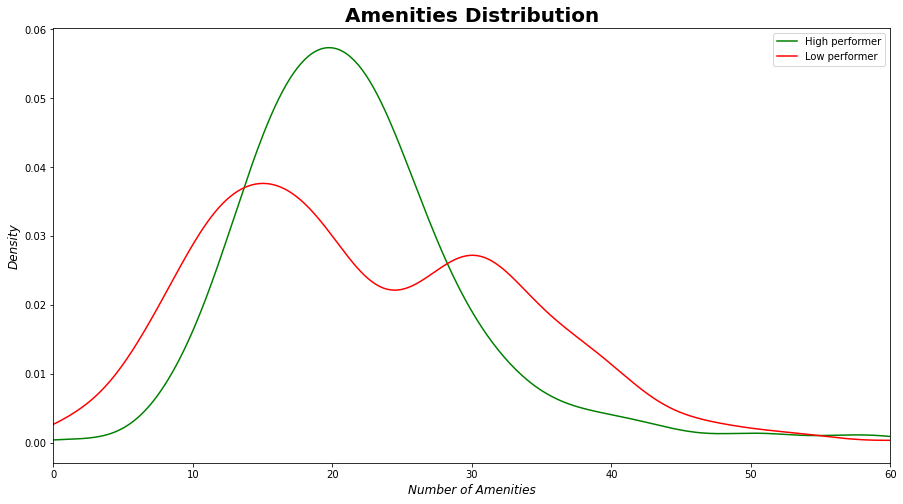 Amenities Distribution
High performer
Low performer
Density
0.06
0.05
0.04
0.03
0.02
0.01
0.00
0 10 20 30 40 50 60
Number of Amenities